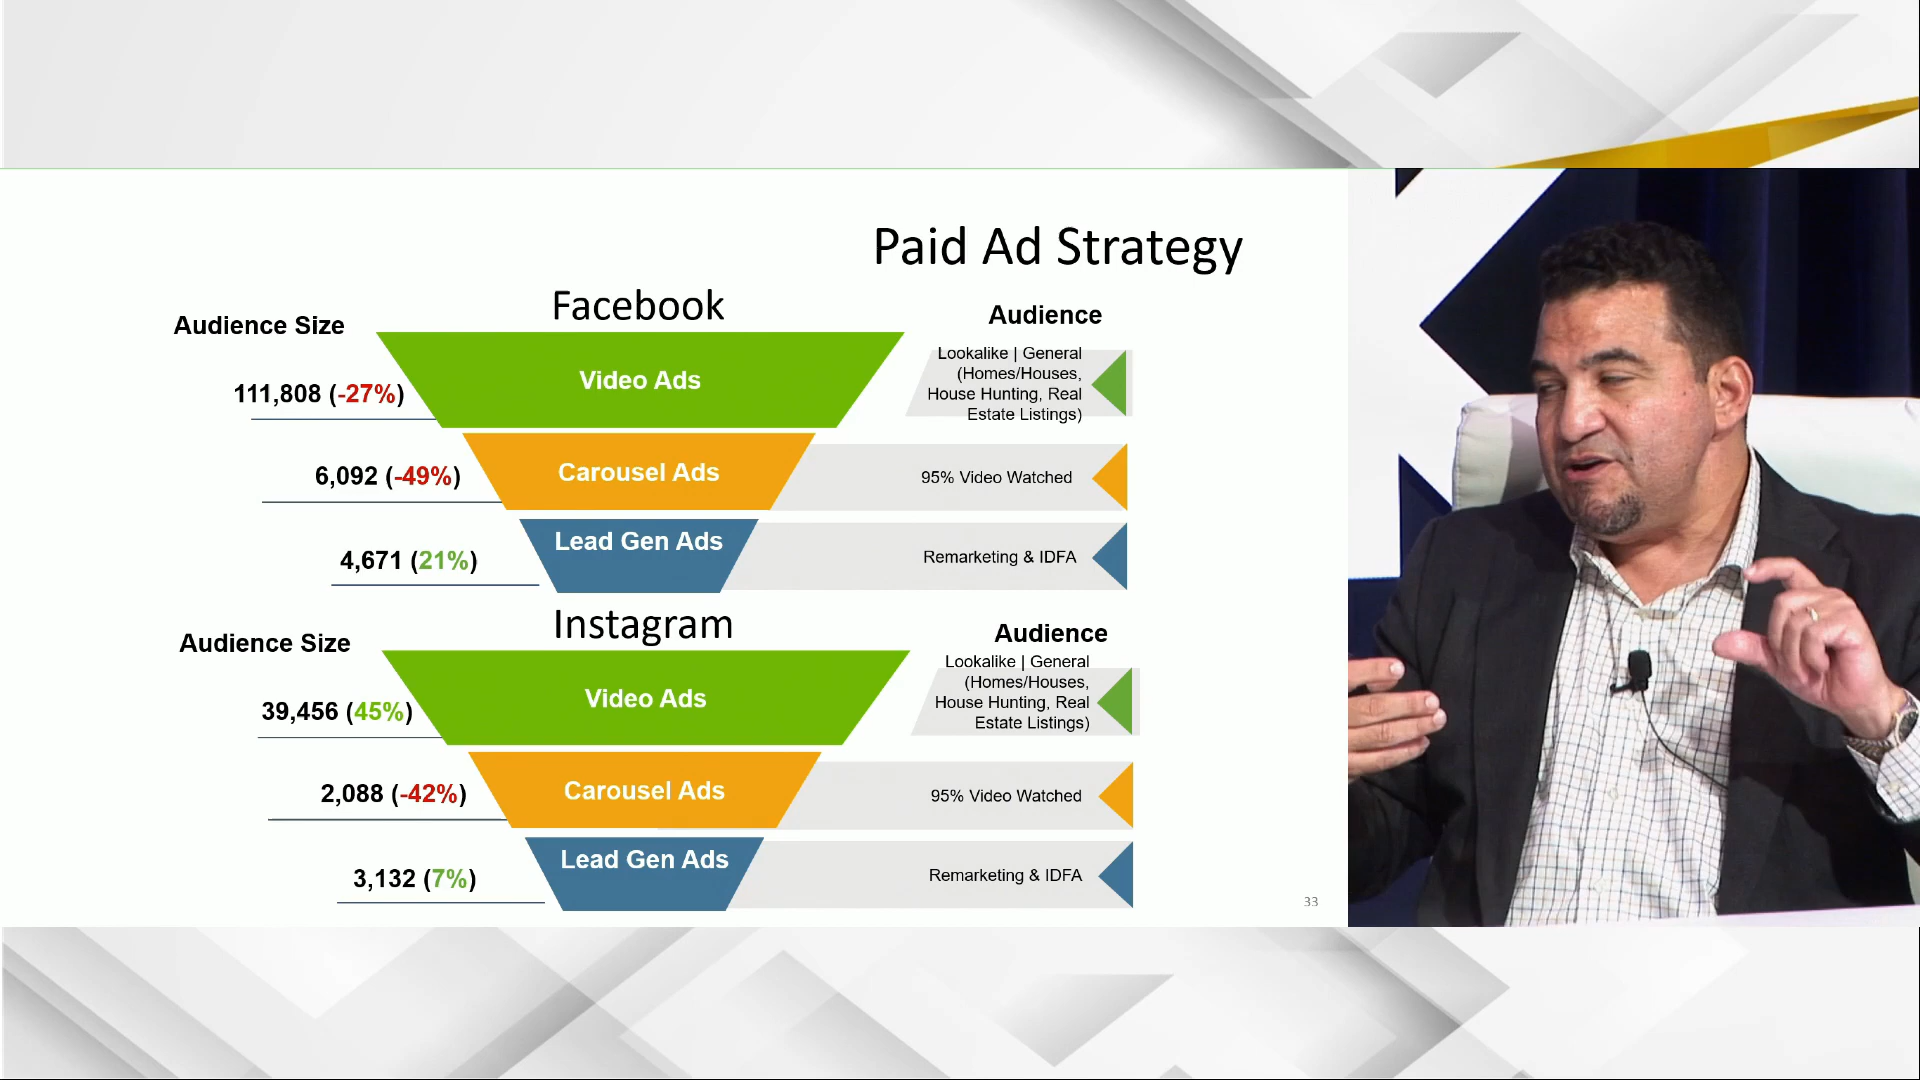 Paid Ad Strategy
Facebook
Audience Size
Audience
Video Ads
111,808 (-27%)
Lookalike | General
(Homes/Houses,
House Hunting, Real
Estate Listings)
Carousel Ads
6,092 (-49%)
95% Video Watched
Lead Gen Ads
4,671 (21%)
Remarketing & IDFA
Instagram
Audience Size
Audience
Video Ads
39,456 (45%)
Lookalike | General
(Homes/Houses,
House Hunting, Real
Estate Listings)
Carousel Ads
2,088 (-42%)
95% Video Watched
Lead Gen Ads
3,132 (7%)
Remarketing & IDFA
33